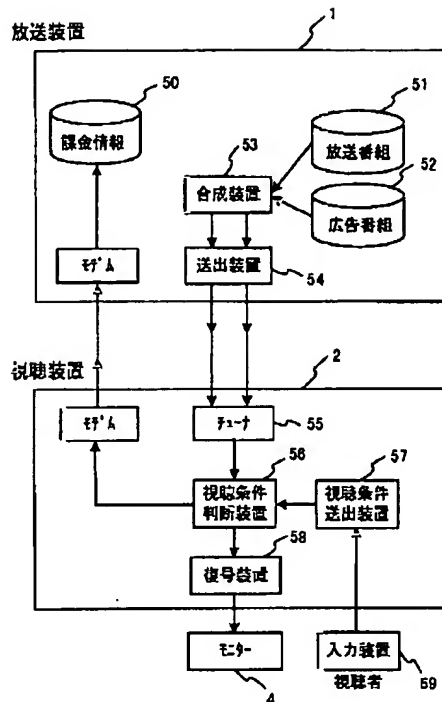 放送装置
1
50
課金情報
51
放送番組
52
広告番組
53
合成装置
54
送出装置
モデム
視聴装置
2
モデム
チューナ
55
56
視聴条件
判断装置
57
視聴条件
送出装置
58
復号装置
モニター
4
入力装置
視聴者
59